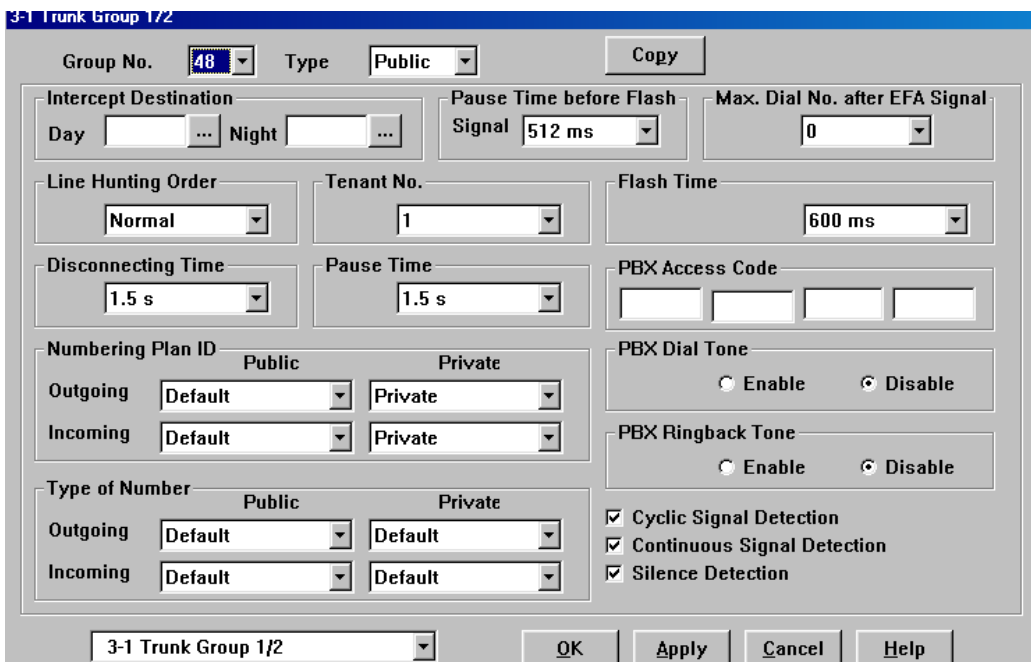 3-1 Trunk Group 1/2
Group No. 48 Type Public Copy
Intercept Destination Pause Time before Flash Max. Dial No. after EFA Signal
Day ... Night ... Signal 512 ms 0
Line Hunting Order Tenant No. Flash Time
Normal 1 600 ms
Disconnecting Time Pause Time PBX Access Code
1.5 s 1.5 s
Numbering Plan ID PBX Dial Tone
Public Private
Outgoing Default Private Enable Disable
Incoming Default Private PBX Ringback Tone
Enable Disable
Type of Number
Public Private
Outgoing Default Default Cyclic Signal Detection
Continuous Signal Detection
Incoming Default Default Silence Detection
3-1 Trunk Group 1/2 OK Apply Cancel Help